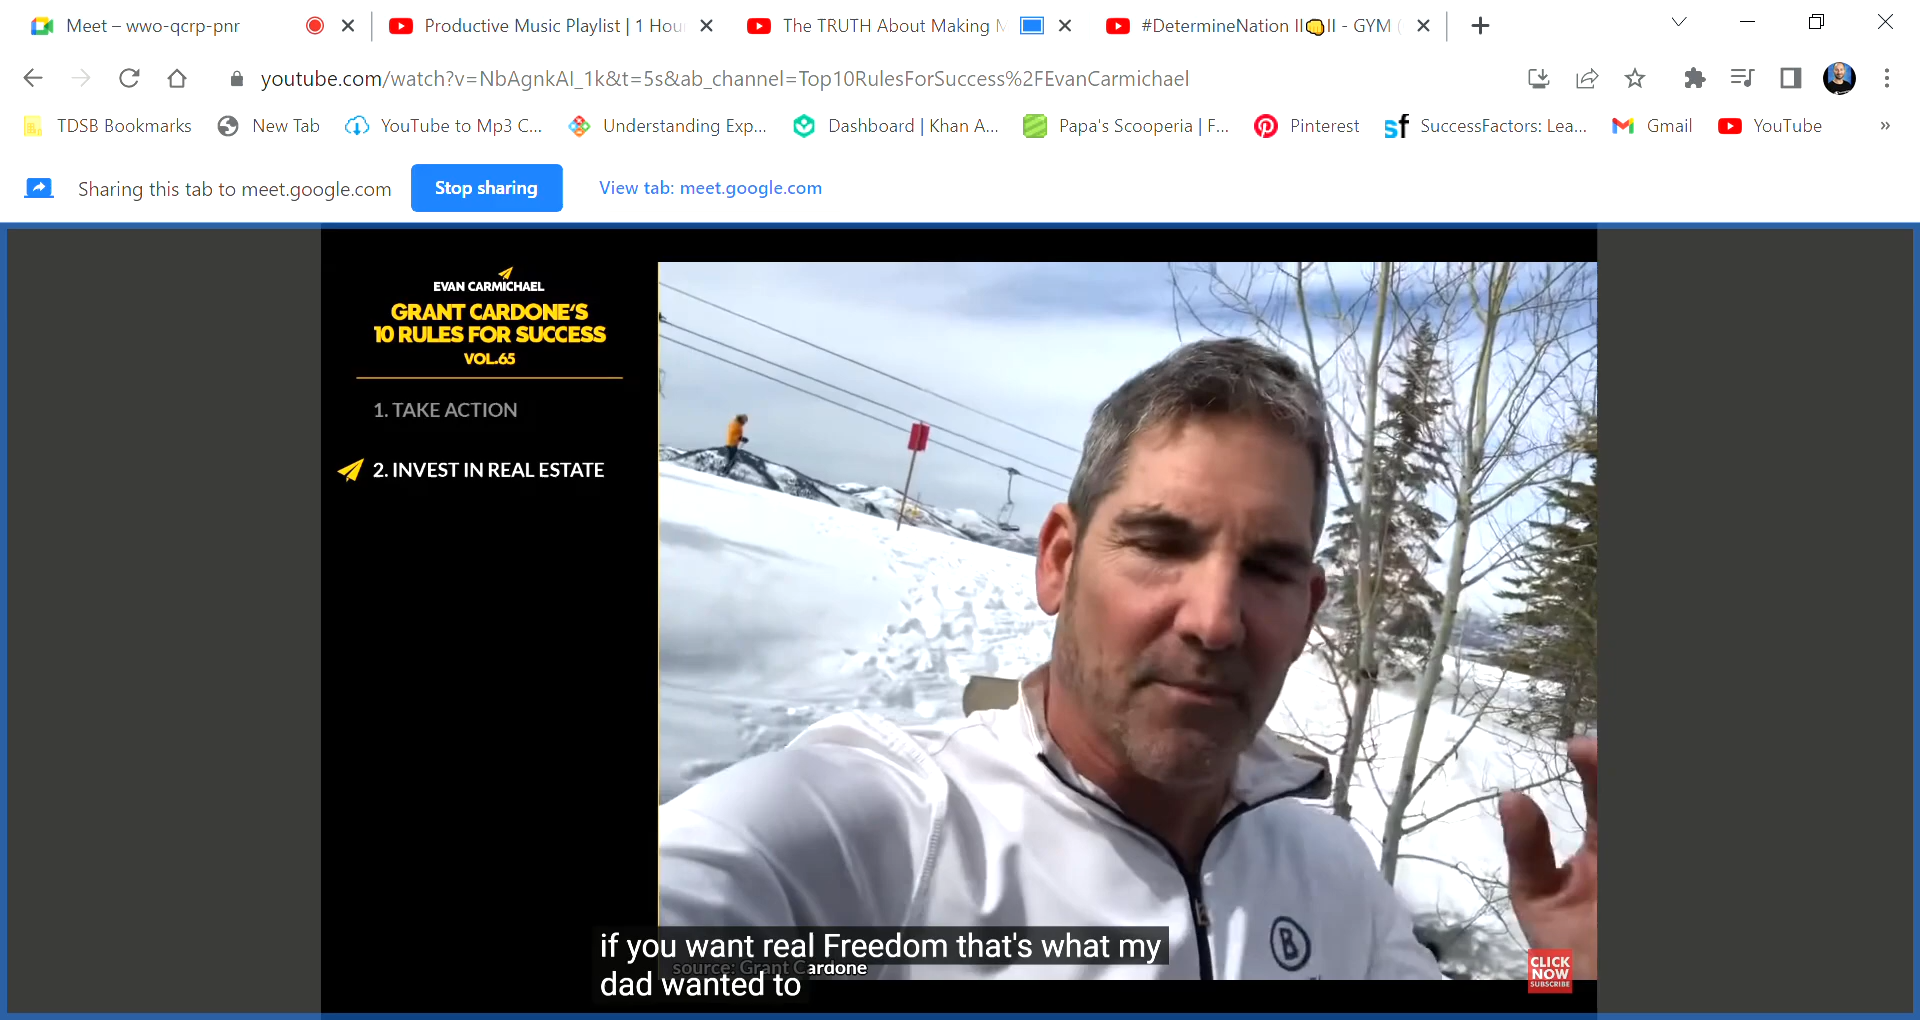 Meet – wwo-qcrp-pnr
Productive Music Playlist | 1 Hou
The TRUTH About Making
#DetermineNation II👊II - GYM
youtube.com/watch?v=NbAgnkAI_1k&t=5s&ab_channel=Top10RulesForSuccess%2FEvanCarmichael
TDSB Bookmarks
New Tab
YouTube to Mp3 C...
Understanding Exp...
Dashboard | Khan A...
Papa's Scooperia | F...
Pinterest
sf
SuccessFactors: Lea...
Gmail
YouTube
»
Sharing this tab to meet.google.com
Stop sharing
View tab: meet.google.com
EVAN CARMICHAEL
GRANT CARDONE'S
10 RULES FOR SUCCESS
VOL.65
1. TAKE ACTION
2. INVEST IN REAL ESTATE
B
if you want real Freedom that's what my
source: Grant Cardone
dad wanted to
CLICK
NOW
SUBSCRIBE